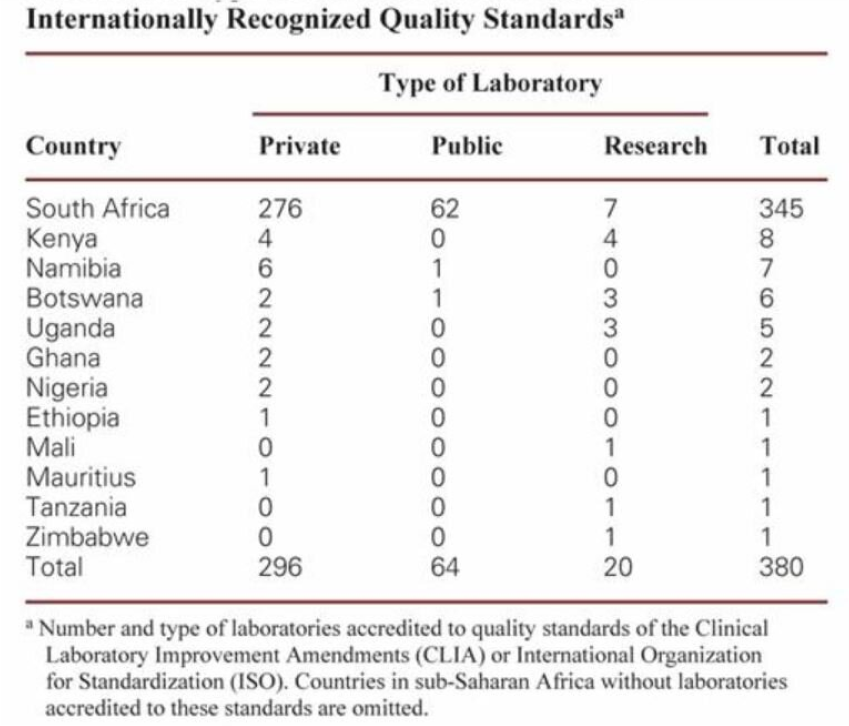 Internationally Recognized Quality Standardsᵃ
Type of Laboratory
Country Private Public Research Total
South Africa 276 62 7 345
Kenya 4 0 4 8
Namibia 6 1 0 7
Botswana 2 1 3 6
Uganda 2 0 3 5
Ghana 2 0 0 2
Nigeria 2 0 0 2
Ethiopia 1 0 0 1
Mali 0 0 1 1
Mauritius 1 0 0 1
Tanzania 0 0 1 1
Zimbabwe 0 0 1 1
Total 296 64 20 380
ᵃ Number and type of laboratories accredited to quality standards of the Clinical
Laboratory Improvement Amendments (CLIA) or International Organization
for Standardization (ISO). Countries in sub-Saharan Africa without laboratories
accredited to these standards are omitted.